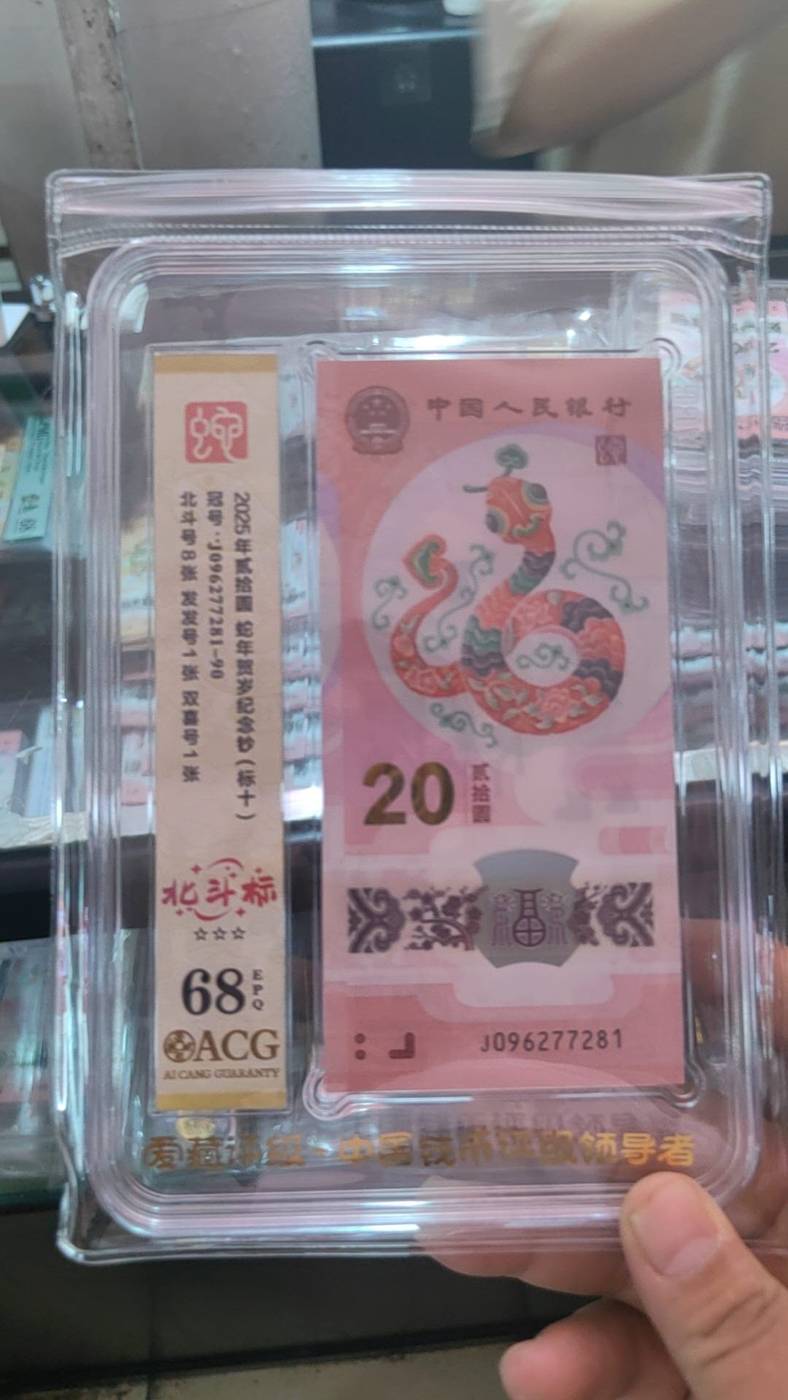 2025年贰拾圆 蛇年贺岁纪念钞(标十)
冠号:J096277281-90
北斗号8张 发发号1张 双喜号1张
北斗标
☆☆☆
68
EPQ
ACG
AI CANG GUARANTY
中国人民银行
20
贰拾圆
福
J096277281
爱藏评级·中国钱币评级领导者